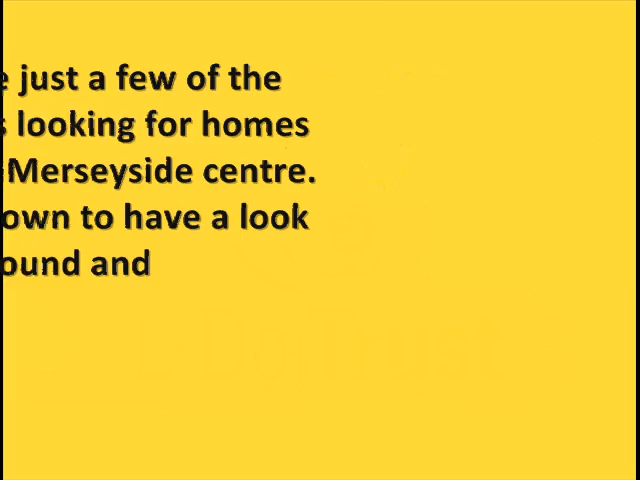 e just a few of the
s looking for homes
Merseyside centre.
own to have a look
ound and